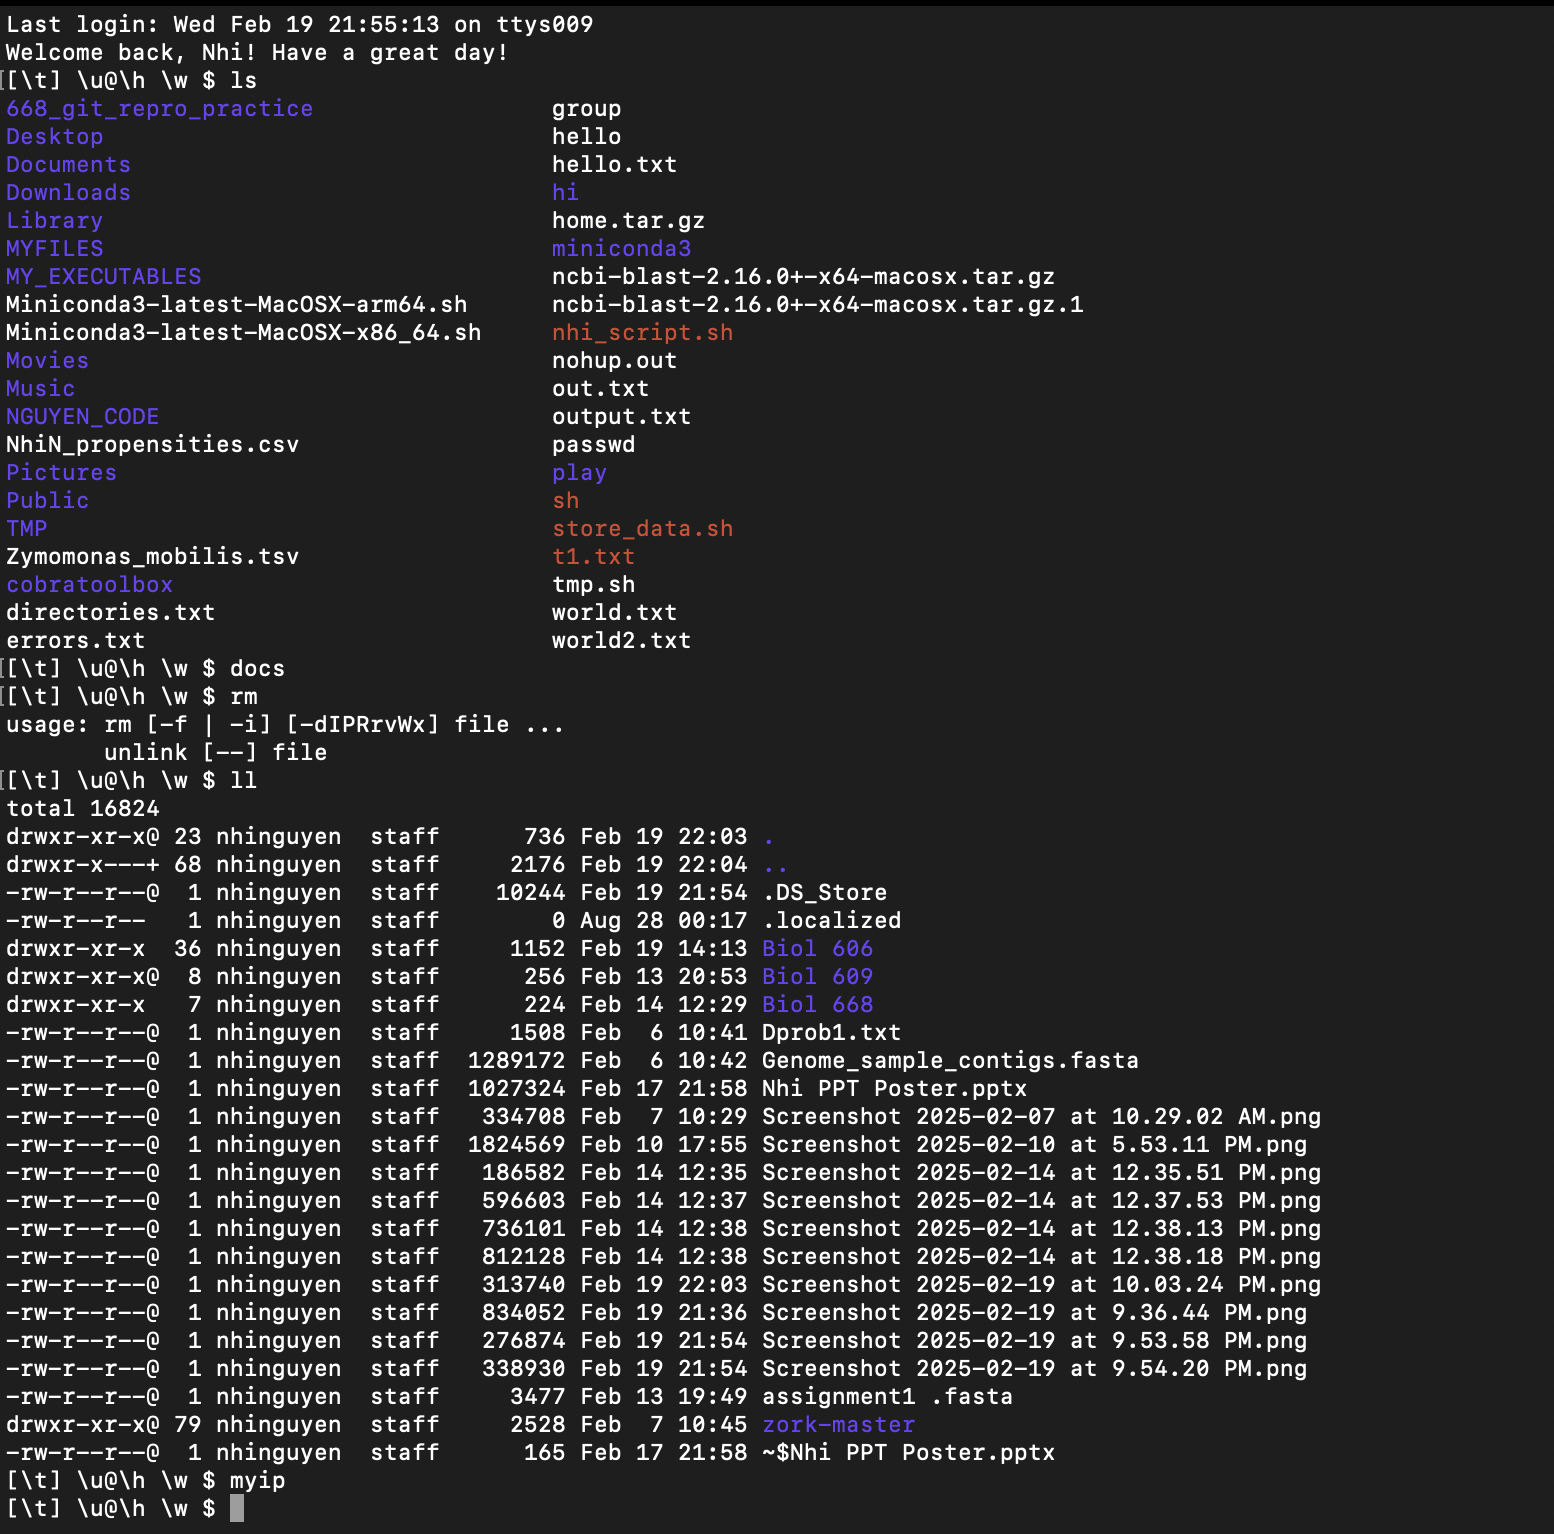 Last login: Wed Feb 19 21:55:13 on ttys009
Welcome back, Nhi! Have a great day!
[[\t] \u@\h \w $ ls
668_git_repro_practice                 group
Desktop                                hello
Documents                              hello.txt
Downloads                              hi
Library                                home.tar.gz
MYFILES                                miniconda3
MY_EXECUTABLES                         ncbi-blast-2.16.0+-x64-macosx.tar.gz
Miniconda3-latest-MacOSX-arm64.sh      ncbi-blast-2.16.0+-x64-macosx.tar.gz.1
Miniconda3-latest-MacOSX-x86_64.sh     nhi_script.sh
Movies                                 nohup.out
Music                                  out.txt
NGUYEN_CODE                            output.txt
NhiN_propensities.csv                  passwd
Pictures                               play
Public                                 sh
TMP                                    store_data.sh
Zymomonas_mobilis.tsv                  t1.txt
cobratoolbox                           tmp.sh
directories.txt                        world.txt
errors.txt                             world2.txt
[[\t] \u@\h \w $ docs
[[\t] \u@\h \w $ rm
usage: rm [-f | -i] [-dIPRrvWx] file ...
       unlink [--] file
[[\t] \u@\h \w $ ll
total 16824
drwxr-xr-x@ 23 nhinguyen  staff      736 Feb 19 22:03 .
drwxr-x---+ 68 nhinguyen  staff     2176 Feb 19 22:04 ..
-rw-r--r--@  1 nhinguyen  staff    10244 Feb 19 21:54 .DS_Store
-rw-r--r--   1 nhinguyen  staff        0 Aug 28 00:17 .localized
drwxr-xr-x  36 nhinguyen  staff     1152 Feb 19 14:13 Biol 606
drwxr-xr-x@  8 nhinguyen  staff      256 Feb 13 20:53 Biol 609
drwxr-xr-x   7 nhinguyen  staff      224 Feb 14 12:29 Biol 668
-rw-r--r--@  1 nhinguyen  staff     1508 Feb  6 10:41 Dprob1.txt
-rw-r--r--@  1 nhinguyen  staff  1289172 Feb  6 10:42 Genome_sample_contigs.fasta
-rw-r--r--@  1 nhinguyen  staff  1027324 Feb 17 21:58 Nhi PPT Poster.pptx
-rw-r--r--@  1 nhinguyen  staff   334708 Feb  7 10:29 Screenshot 2025-02-07 at 10.29.02 AM.png
-rw-r--r--@  1 nhinguyen  staff  1824569 Feb 10 17:55 Screenshot 2025-02-10 at 5.53.11 PM.png
-rw-r--r--@  1 nhinguyen  staff   186582 Feb 14 12:35 Screenshot 2025-02-14 at 12.35.51 PM.png
-rw-r--r--@  1 nhinguyen  staff   596603 Feb 14 12:37 Screenshot 2025-02-14 at 12.37.53 PM.png
-rw-r--r--@  1 nhinguyen  staff   736101 Feb 14 12:38 Screenshot 2025-02-14 at 12.38.13 PM.png
-rw-r--r--@  1 nhinguyen  staff   812128 Feb 14 12:38 Screenshot 2025-02-14 at 12.38.18 PM.png
-rw-r--r--@  1 nhinguyen  staff   313740 Feb 19 22:03 Screenshot 2025-02-19 at 10.03.24 PM.png
-rw-r--r--@  1 nhinguyen  staff   834052 Feb 19 21:36 Screenshot 2025-02-19 at 9.36.44 PM.png
-rw-r--r--@  1 nhinguyen  staff   276874 Feb 19 21:54 Screenshot 2025-02-19 at 9.53.58 PM.png
-rw-r--r--@  1 nhinguyen  staff   338930 Feb 19 21:54 Screenshot 2025-02-19 at 9.54.20 PM.png
-rw-r--r--@  1 nhinguyen  staff     3477 Feb 13 19:49 assignment1 .fasta
drwxr-xr-x@ 79 nhinguyen  staff     2528 Feb  7 10:45 zork-master
-rw-r--r--@  1 nhinguyen  staff      165 Feb 17 21:58 ~$Nhi PPT Poster.pptx
[\t] \u@\h \w $ myip
[\t] \u@\h \w $